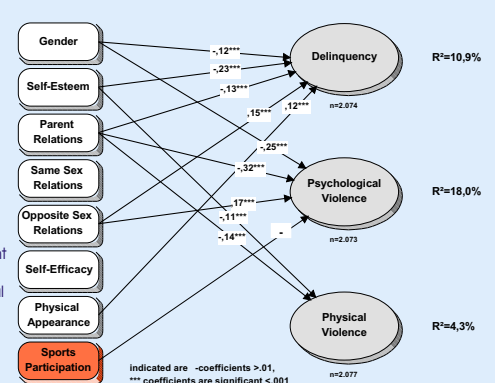 Gender
Self-Esteem
Parent
Relations
Same Sex
Relations
Opposite Sex
Relations
Self-Efficacy
Physical
Appearance
Sports
Participation
-,12***
-,23***
-,13***
,15***
,12***
-,25***
-,32***
17***
-,11***
-,14***
-
Delinquency
n=2.074
Psychological
Violence
n=2.073
Physical
Violence
n=2.077
R²=10,9%
R²=18,0%
R²=4,3%
indicated are -coefficients >.01,
*** coefficients are significant <.001